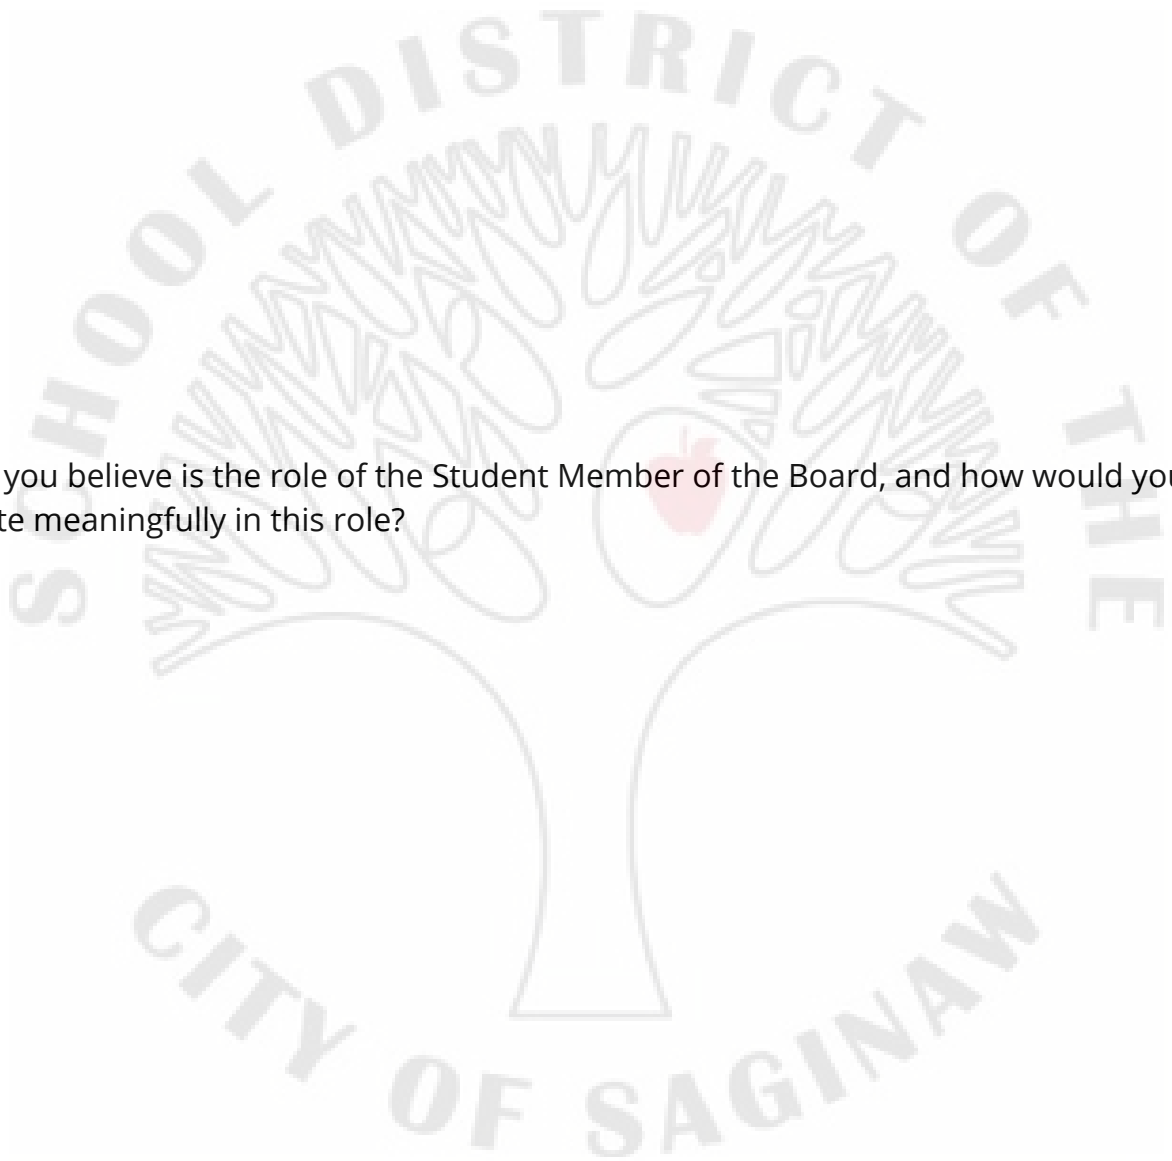 SCHOOL DISTRICT OF THE
you believe is the role of the Student Member of the Board, and how would you
te meaningfully in this role?
CITY OF SAGINAW